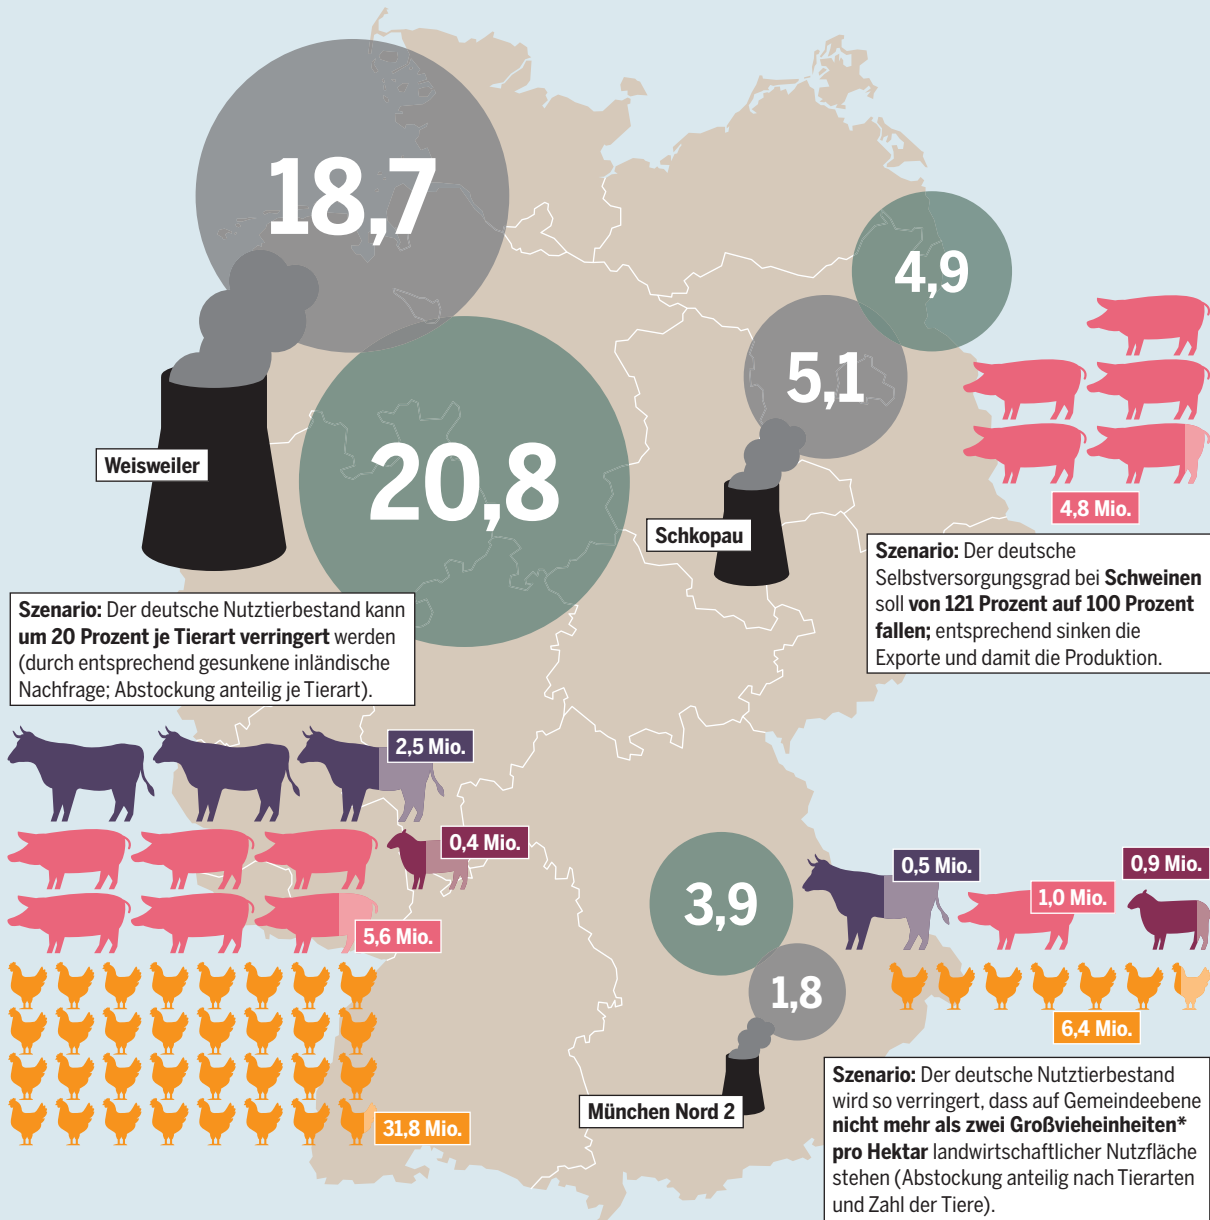 18,7
4,9
5,1
Weisweiler
20,8
4,8 Mio.
Schkopau
Szenario: Der deutsche
Selbstversorgungsgrad bei Schweinen
soll von 121 Prozent auf 100 Prozent
fallen; entsprechend sinken die
Exporte und damit die Produktion.
Szenario: Der deutsche Nutztierbestand kann
um 20 Prozent je Tierart verringert werden
(durch entsprechend gesunkene inländische
Nachfrage; Abstockung anteilig je Tierart).
2,5 Mio.
0,4 Mio.
5,6 Mio.
31,8 Mio.
3,9
0,5 Mio.
1,0 Mio.
0,9 Mio.
1,8
6,4 Mio.
München Nord 2
Szenario: Der deutsche Nutztierbestand
wird so verringert, dass auf Gemeindeebene
nicht mehr als zwei Großvieheinheiten*
pro Hektar landwirtschaftlicher Nutzfläche
stehen (Abstockung anteilig nach Tierarten
und Zahl der Tiere).